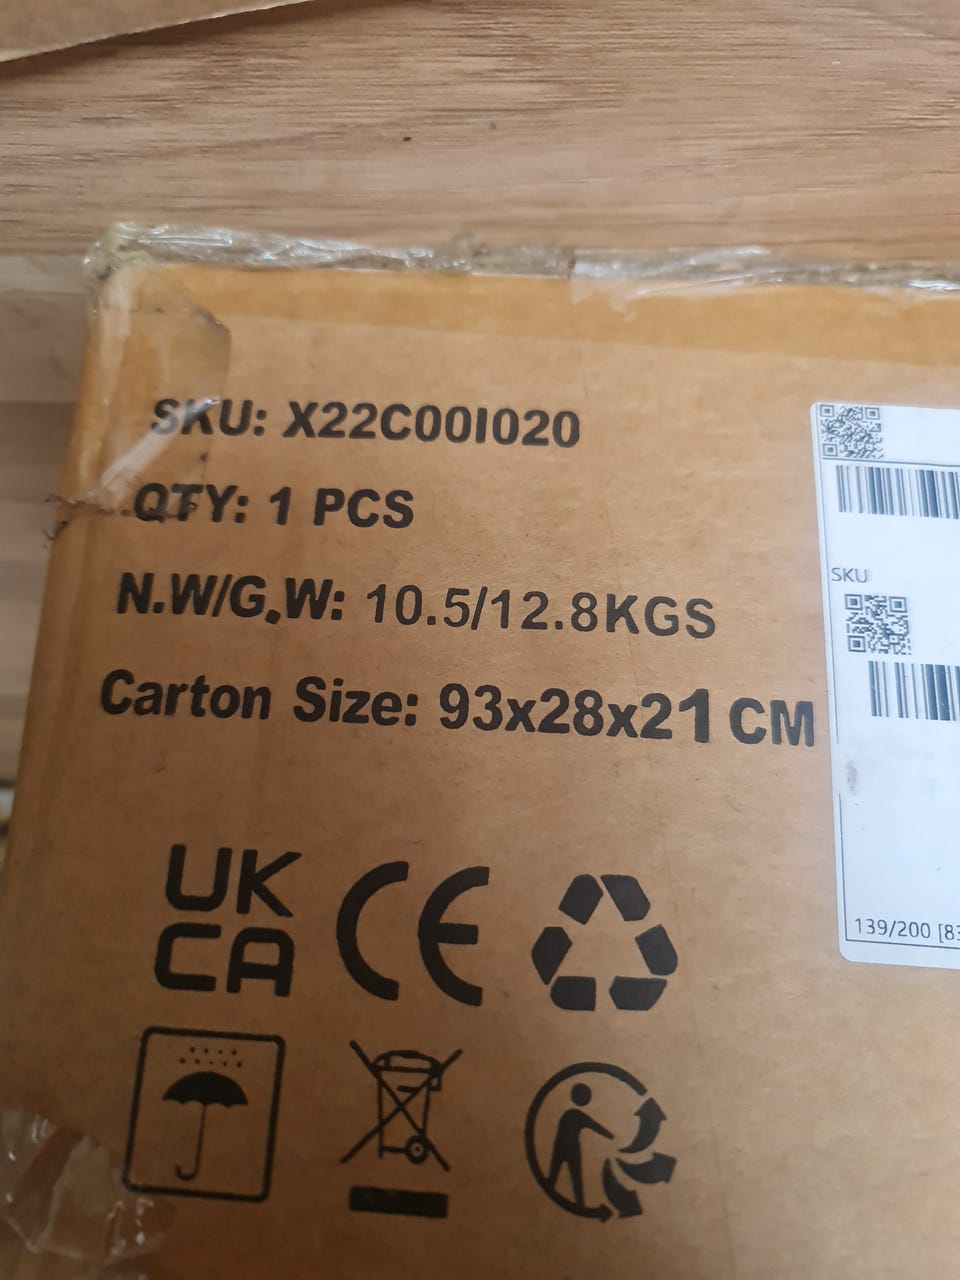 SKU: X22C00I020
QTY: 1 PCS
N.W/G.W: 10.5/12.8KGS
Carton Size: 93x28x21 CM
SKU
139/200 [83
UK
CA
CE